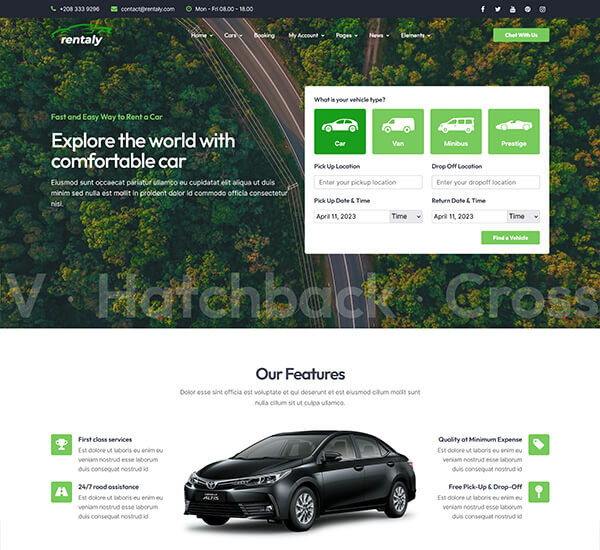 +208 333 9296
contact@rentaly.com
Mon - Fri 08.00 - 18.00
rentaly
Home
Cars
Booking
My Account
Pages
News
Elements
Chat With Us
Fast and Easy Way to Rent a Car
Explore the world with
comfortable car
Eiusmod sunt occaecat pariatur ullamco eu cupidatat elit aliqua ut duis
minim sed nulla est mollit in proident dolor id commodo officia consectetur
nisi.
What is your vehicle type?
Car
Van
Minibus
Prestige
Pick Up Location
Drop Off Location
Enter your pickup location
Enter your dropoff location
Pick Up Date & Time
Return Date & Time
April 11, 2023
Time
April 11, 2023
Time
Find a Vehicle
V · Hatchback · Cross
Our Features
Dolor esse sint officia est voluptate et qui deserunt et est eiusmod cillum mollit sunt
nulla cillum sit ut culpa ullamco.
First class services
Est dolore ut laboris eu enim eu
veniam nostrud esse laborum
duis consequat nostrud id
24/7 road assistance
Est dolore ut laboris eu enim eu
veniam nostrud esse laborum
duis consequat nostrud id
ALTIS
Quality at Minimum Expense
Est dolore ut laboris eu enim eu
veniam nostrud esse laborum
duis consequat nostrud id
Free Pick-Up & Drop-Off
Est dolore ut laboris eu enim eu
veniam nostrud esse laborum
duis consequat nostrud id